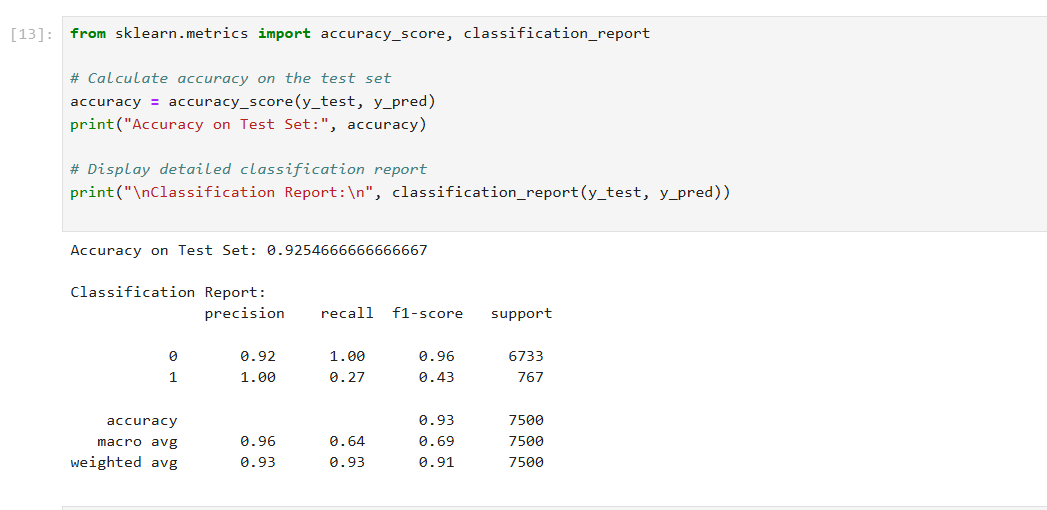 [13]: from sklearn.metrics import accuracy_score, classification_report
# Calculate accuracy on the test set
accuracy = accuracy_score(y_test, y_pred)
print("Accuracy on Test Set:", accuracy)
# Display detailed classification report
print("\nClassification Report:\n", classification_report(y_test, y_pred))
Accuracy on Test Set: 0.9254666666666667
Classification Report:
precision recall f1-score support
0 0.92 1.00 0.96 6733
1 1.00 0.27 0.43 767
accuracy 0.93 7500
macro avg 0.96 0.64 0.69 7500
weighted avg 0.93 0.93 0.91 7500